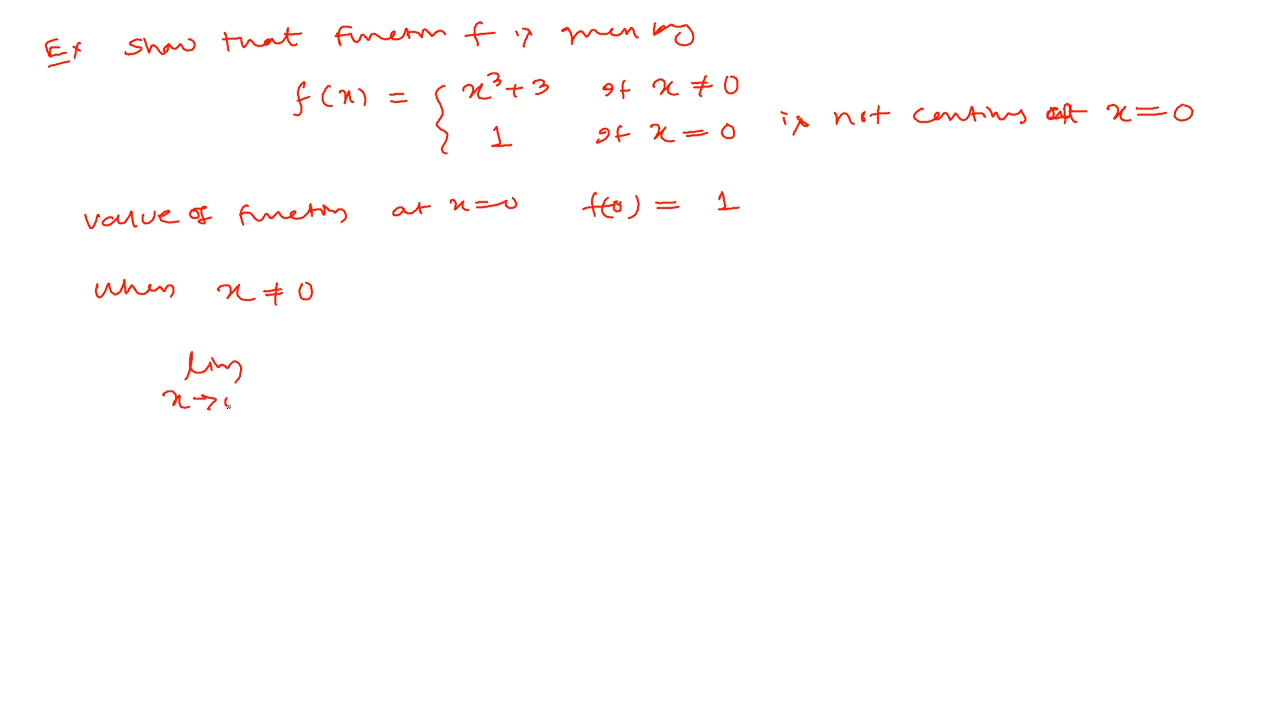 Ex show that function f is given by
f(x) = { x³+3 if x ≠ 0
1 if x = 0 is not continus at x = 0
value of function at x=0 f(0) = 1
when x ≠ 0
lim
x→